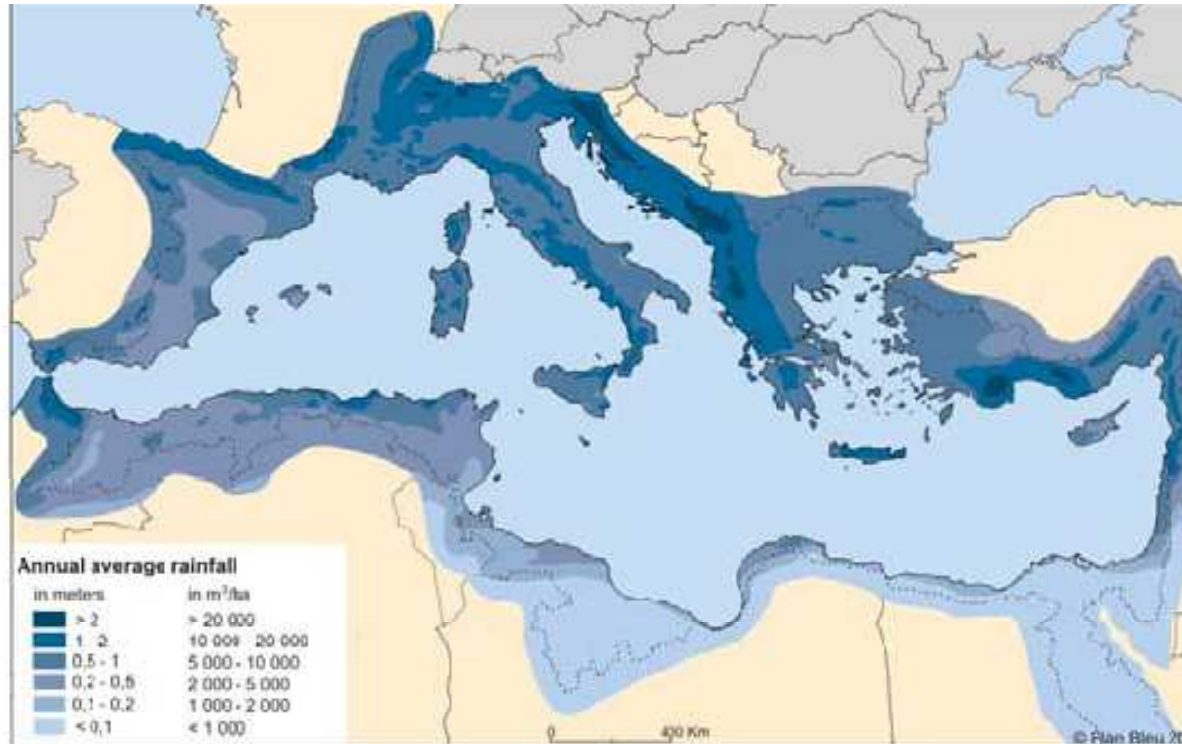 Annual average rainfall
in meters in m³/ha
> 2 > 20 000
1 - 2 10 000 - 20 000
0,5 - 1 5 000 - 10 000
0,2 - 0,5 2 000 - 5 000
0,1 - 0,2 1 000 - 2 000
< 0,1 < 1 000
0 400 Km
© Plan Bleu 20